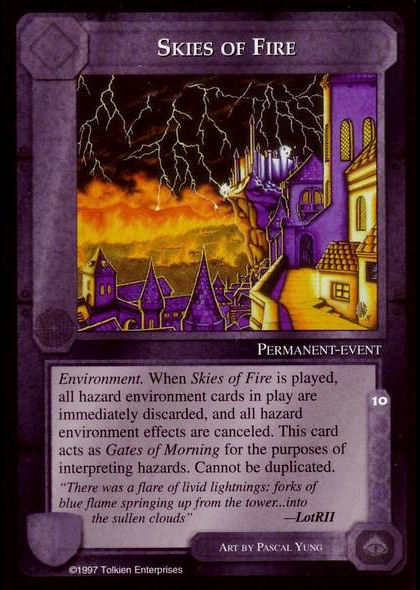 SKIES OF FIRE
PERMANENT-EVENT
Environment. When Skies of Fire is played,
all hazard environment cards in play are
immediately discarded, and all hazard
environment effects are canceled. This card
acts as Gates of Morning for the purposes of
interpreting hazards. Cannot be duplicated.
10
“There was a flare of livid lightnings: forks of
blue flame springing up from the tower...into
the sullen clouds” —LotRII
ART BY PASCAL YUNG
©1997 Tolkien Enterprises